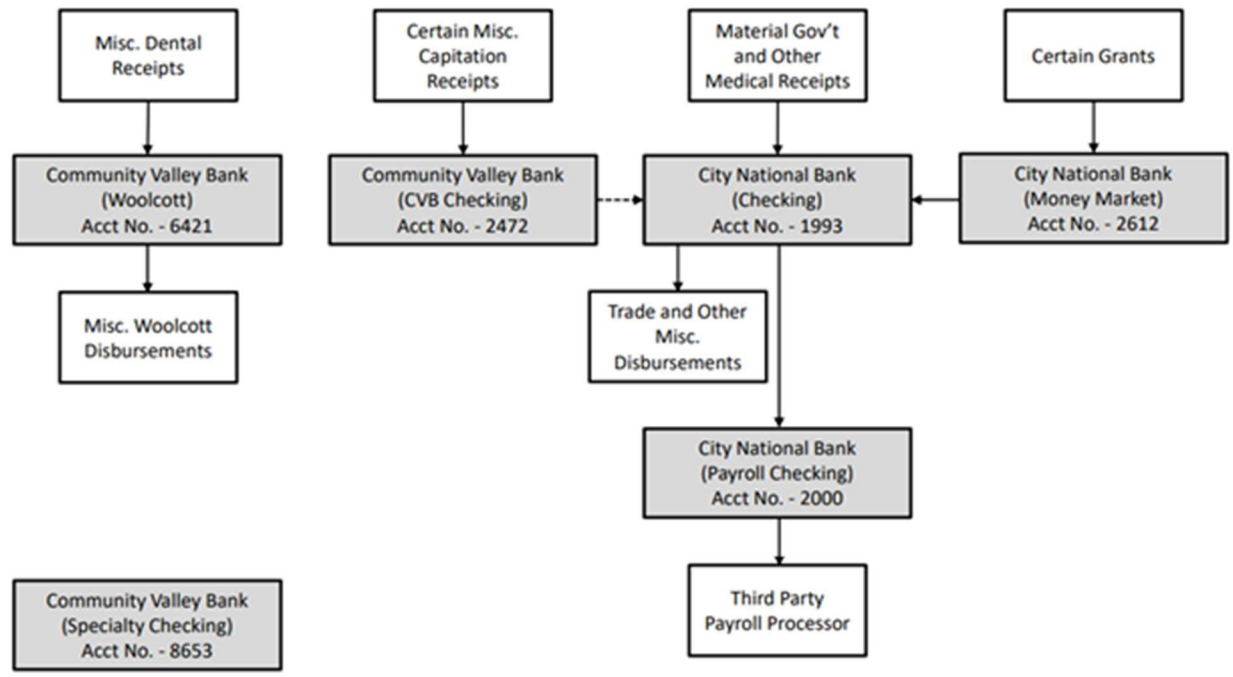 Misc. Dental
Receipts
Certain Misc.
Capitation
Receipts
Material Gov't
and Other
Medical Receipts
Certain Grants
Community Valley Bank
(Woolcott)
Acct No. - 6421
Community Valley Bank
(CVB Checking)
Acct No. - 2472
City National Bank
(Checking)
Acct No. - 1993
City National Bank
(Money Market)
Acct No. - 2612
Misc. Woolcott
Disbursements
Trade and Other
Misc.
Disbursements
City National Bank
(Payroll Checking)
Acct No. - 2000
Community Valley Bank
(Specialty Checking)
Acct No. - 8653
Third Party
Payroll Processor